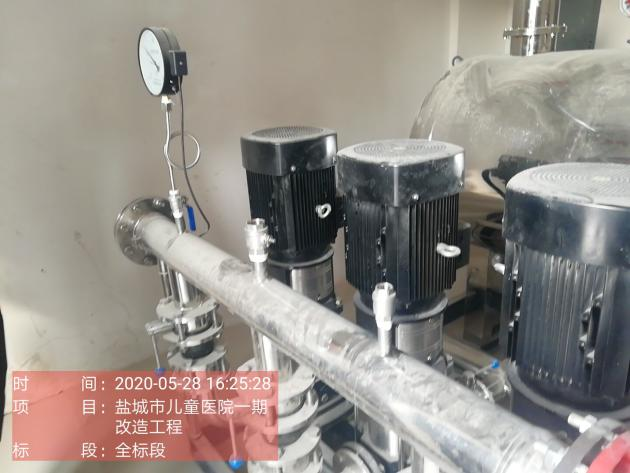 时 间: 2020-05-28 16:25:28
项 目: 盐城市儿童医院一期
改造工程
标 段: 全标段